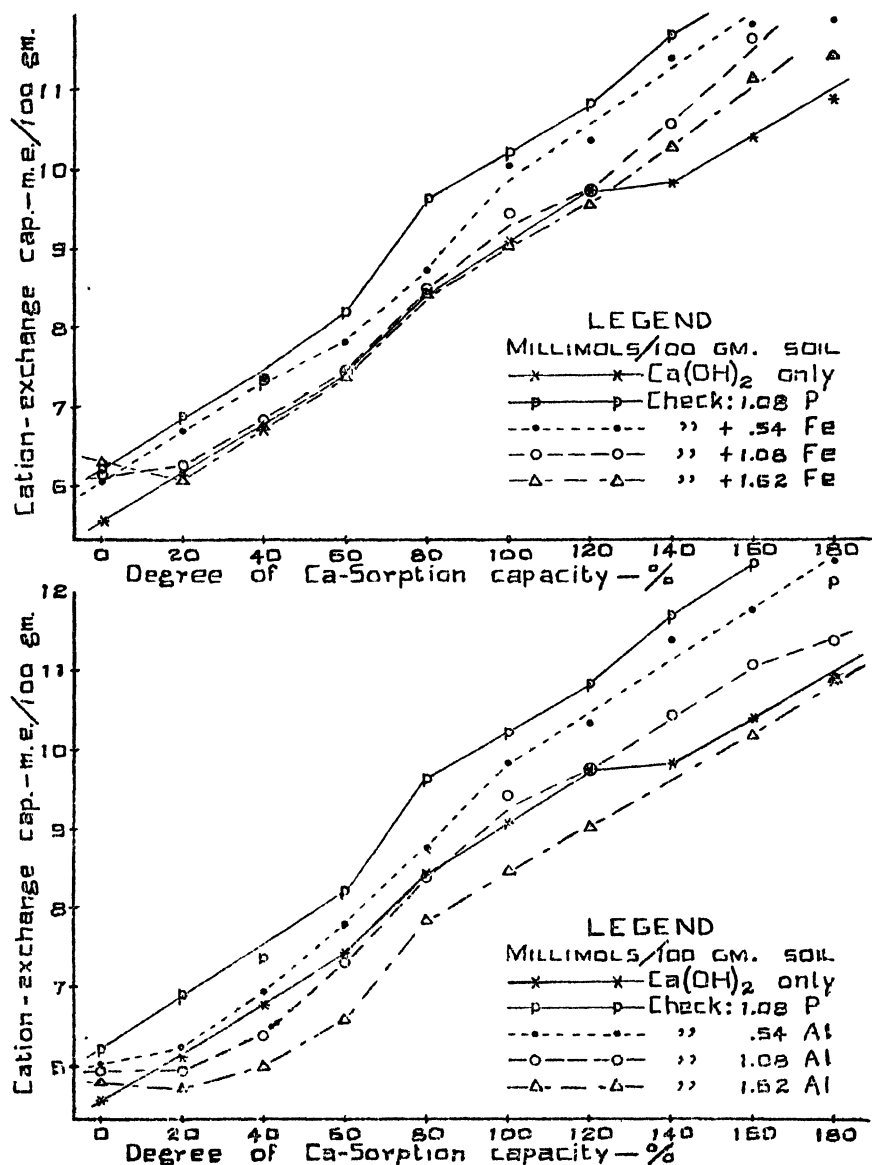 Cation-exchange cap.-m.e./100 gm.
11
10
9
8
7
6
LEGEND
MILLIMOLS/100 GM. SOIL
Ca(OH)2 only
Check: 1.08 P
,, + .54 Fe
,, +1.08 Fe
,, +1.62 Fe
0 20 40 60 80 100 120 140 160 180
Degree of Ca-Sorption capacity—%
Cation-exchange cap.-m.e./100 gm.
12
11
10
9
8
7
LEGEND
MILLIMOLS/100 GM. SOIL
Ca(OH)2 only
Check: 1.08 P
,, .54 Al
,, 1.08 Al
,, 1.62 Al
0 20 40 60 80 100 120 140 160 180
Degree of Ca-Sorption capacity—%